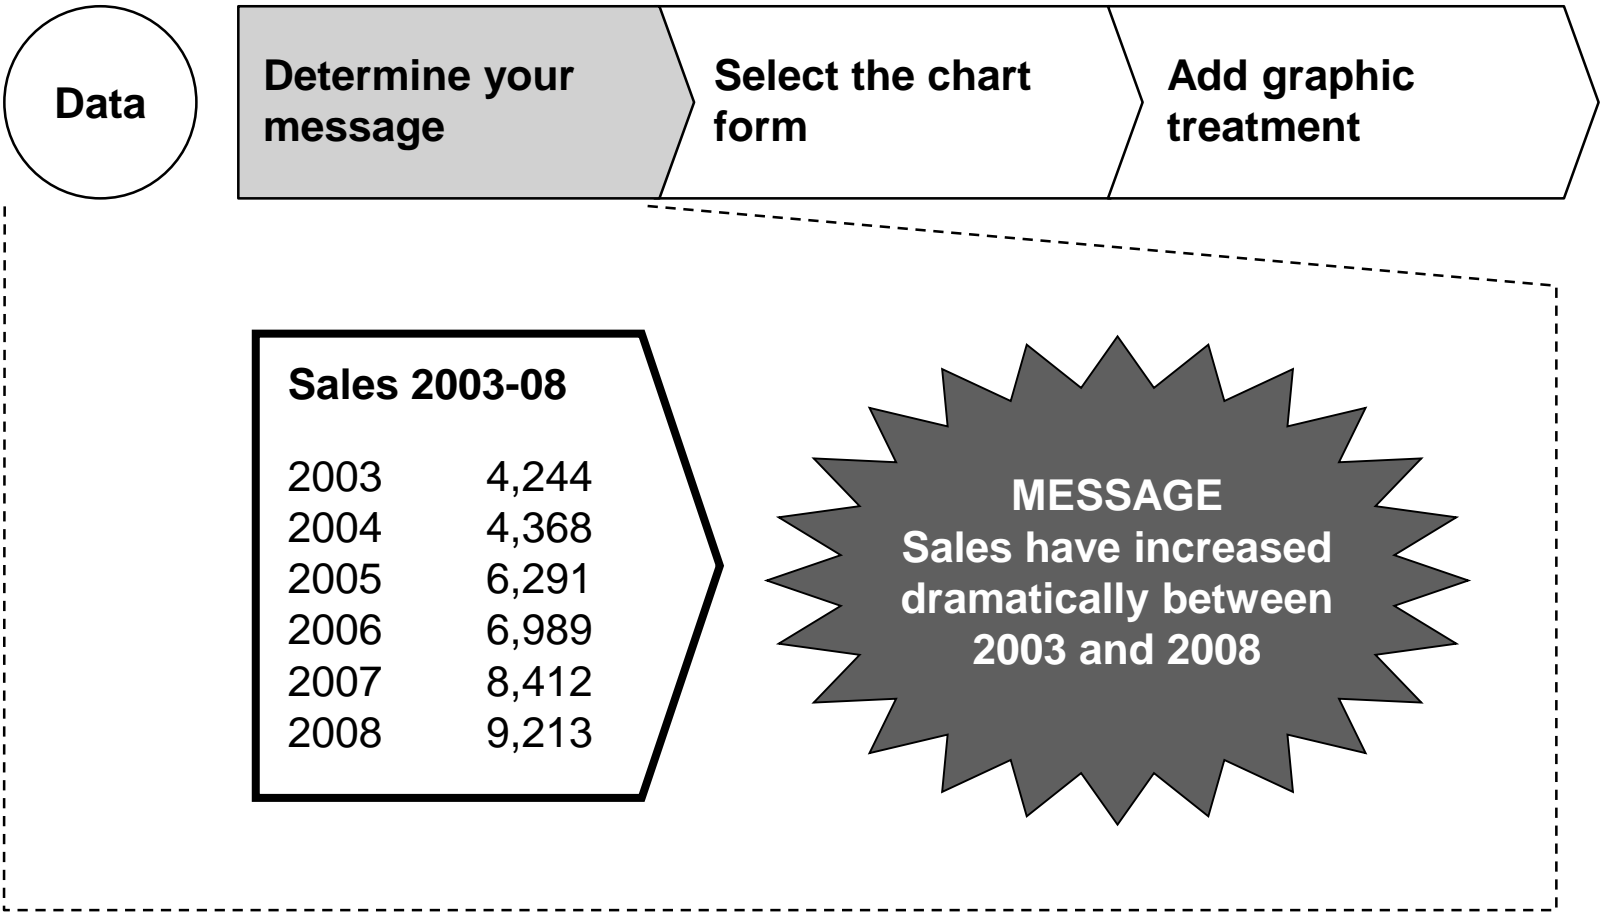 Data
Determine your
message
Select the chart
form
Add graphic
treatment
Sales 2003-08
2003 4,244
2004 4,368
2005 6,291
2006 6,989
2007 8,412
2008 9,213
MESSAGE
Sales have increased
dramatically between
2003 and 2008